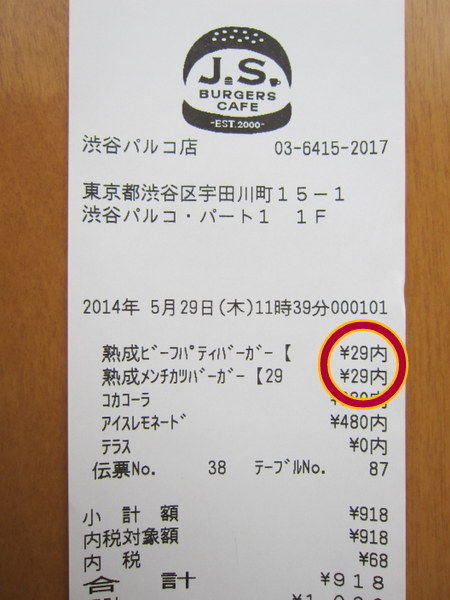 J.S.
BURGERS
CAFE
-EST.2000-
渋谷パルコ店 03-6415-2017
東京都渋谷区宇田川町15-1
渋谷パルコ・パート1 1F
2014年 5月29日(木)11時39分000101
熟成ビーフパティバーガー【 ¥29内
熟成メンチカツバーガー【29 ¥29内
コカコーラ
アイスレモネード ¥480内
テラス ¥0内
伝票No. 38 テーブルNo. 87
小計額 ¥918
内税対象額 ¥918
内税 ¥68
合計 ¥918